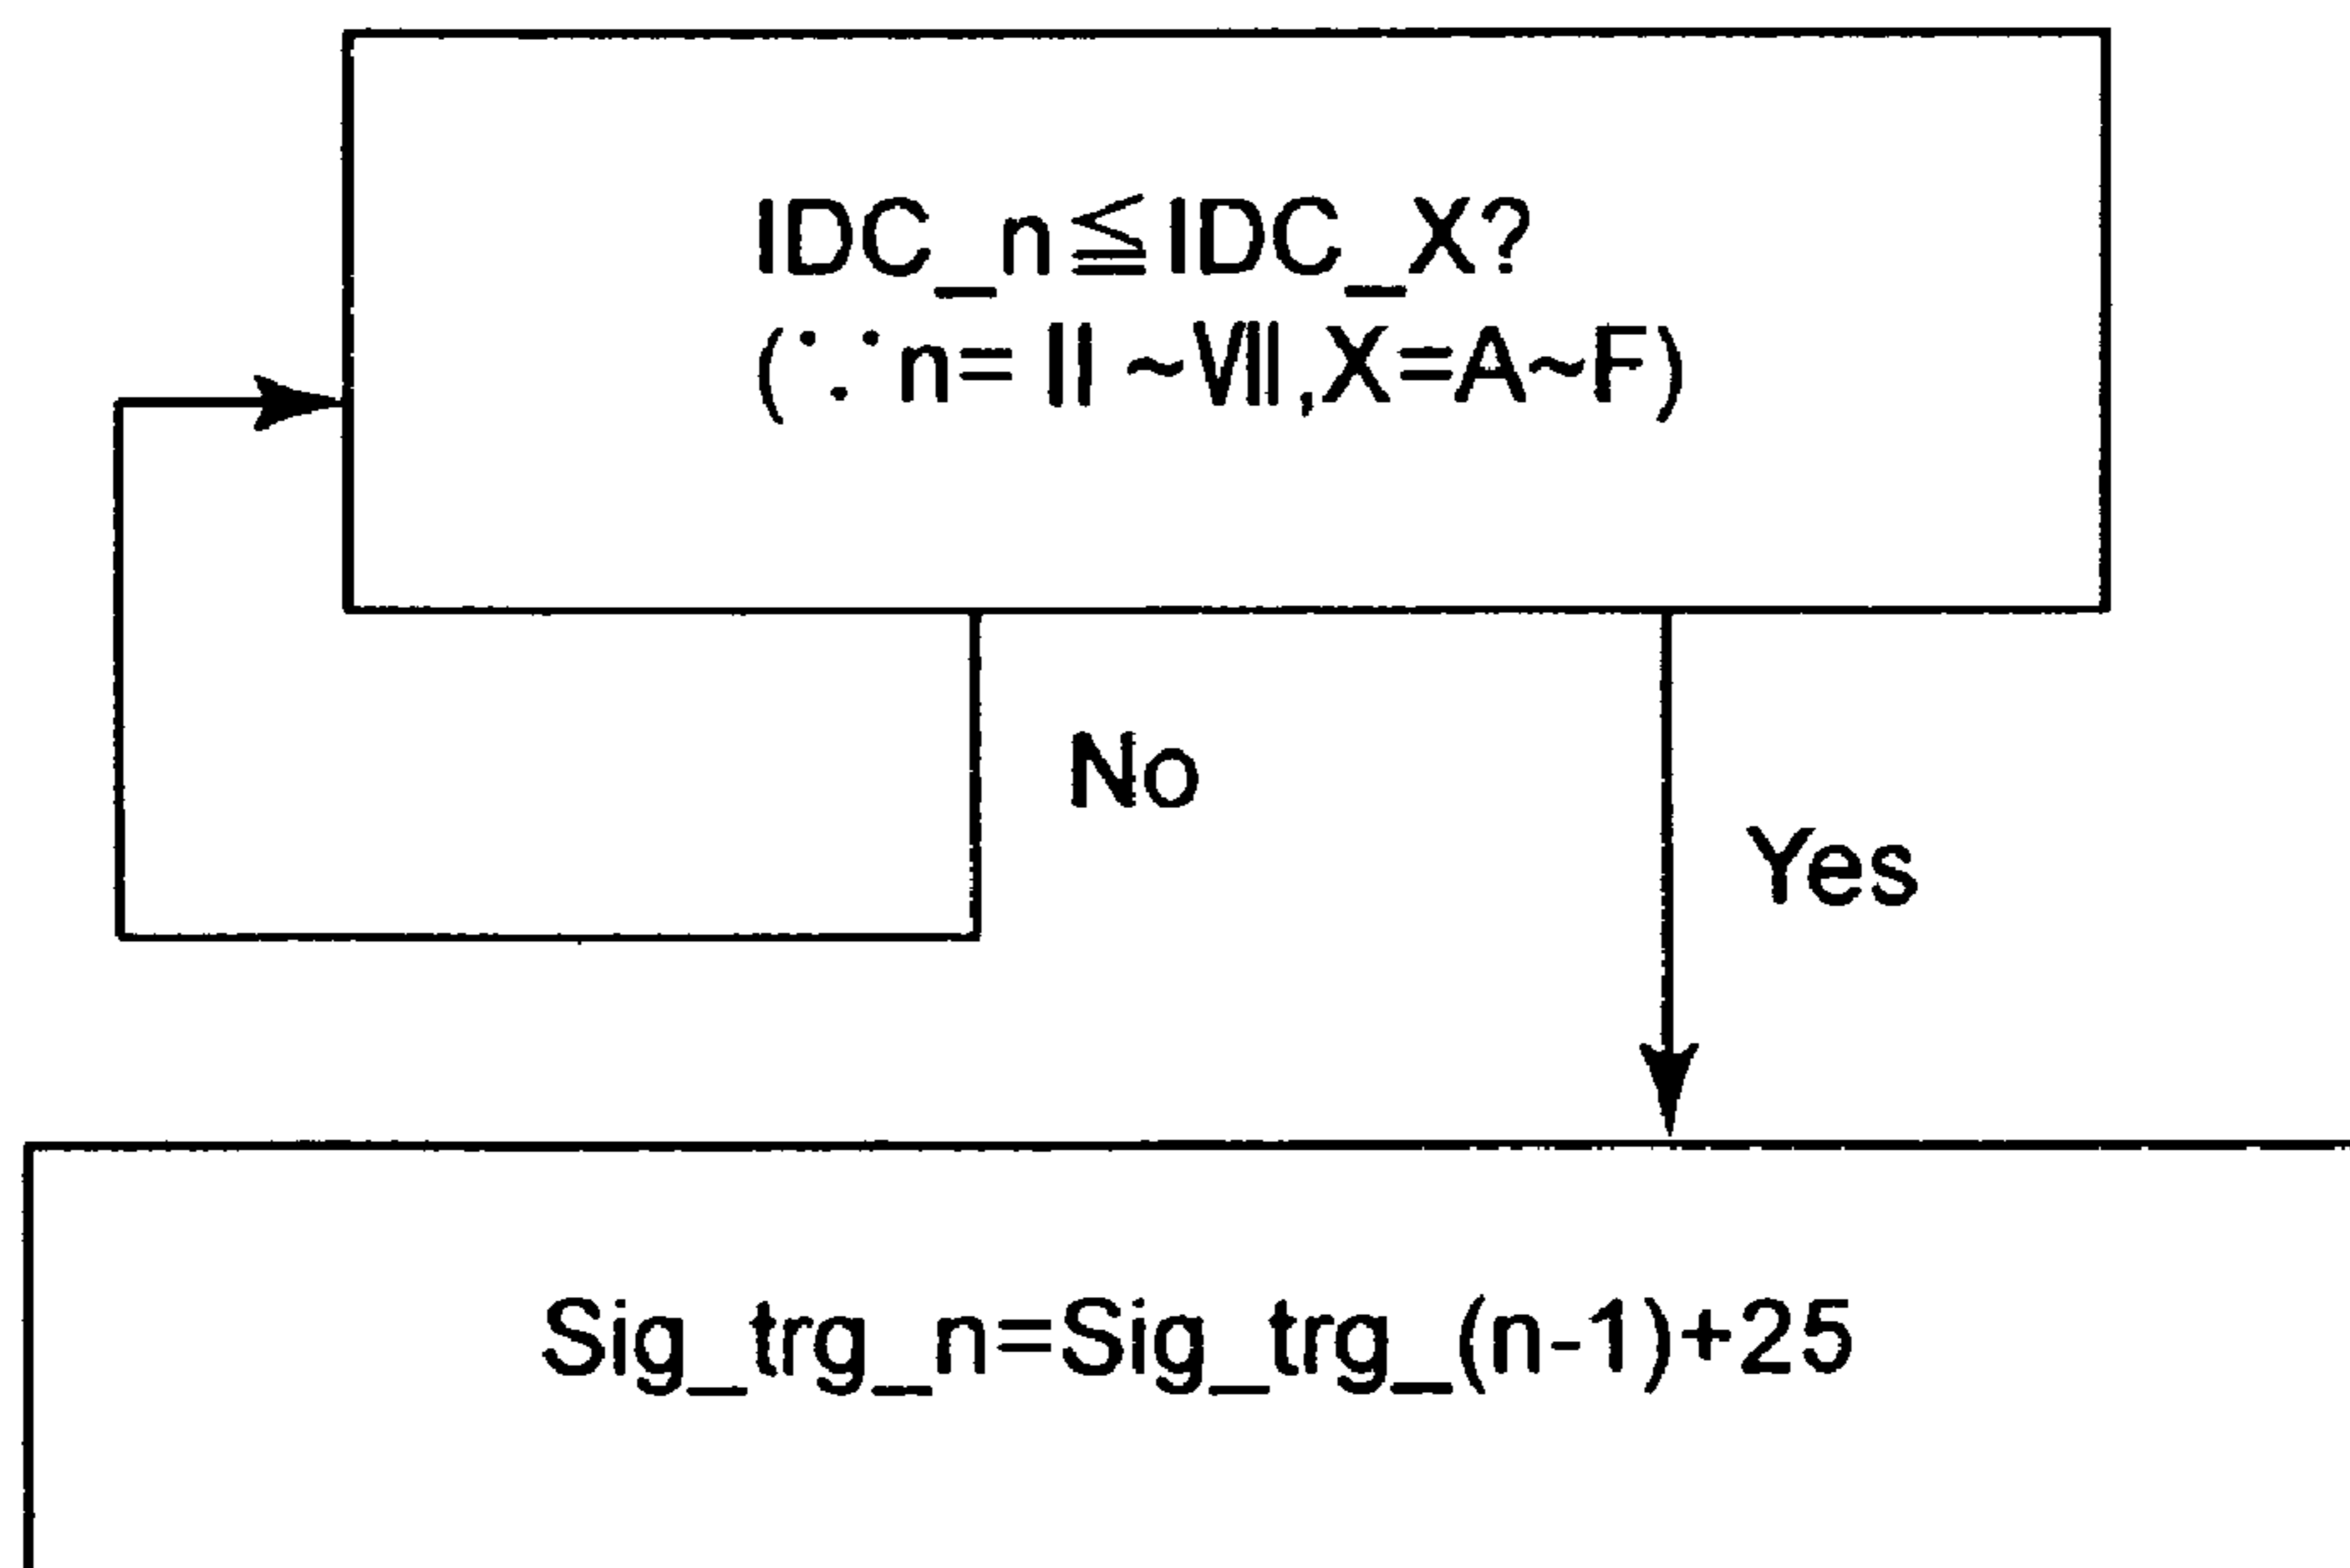 IDC_n≦IDC_X?
(∵n=Ⅱ~Ⅶ,X=A~F)
No
Yes
Sig_trg_n=Sig_trg_(n-1)+25